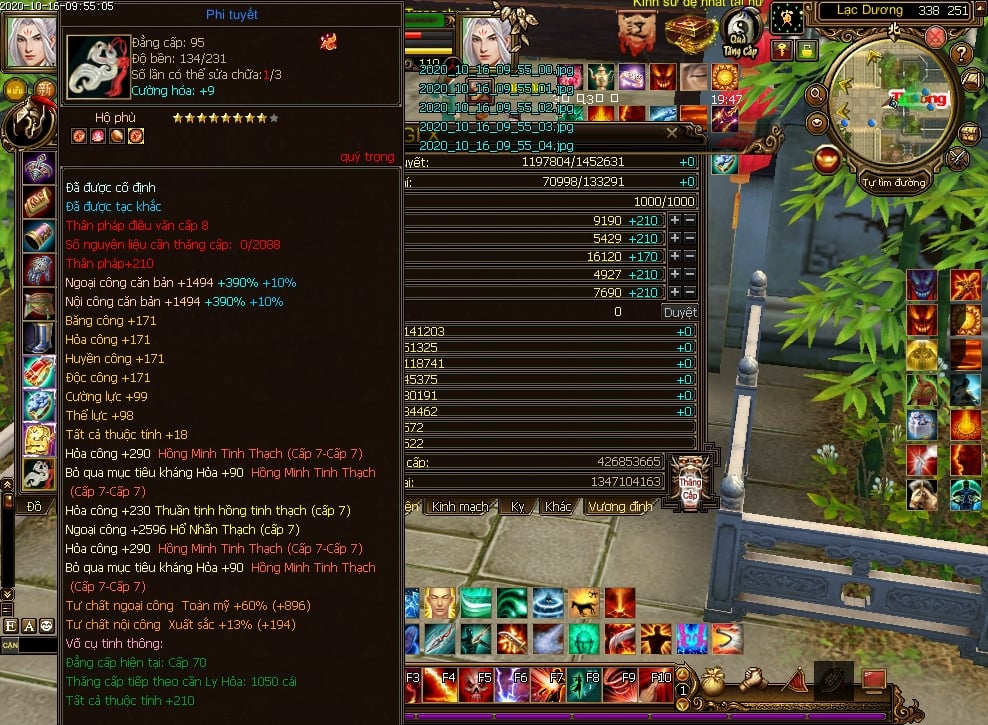 2020-10-16-09:55:05
Phi tuyết
Đẳng cấp: 95
Độ bền: 134/231
Số lần có thể sửa chữa:1/3
Cường hóa: +9
Hộ phù
quý trọng
Đã được cố định
Đã được tạc khắc
Thân pháp điêu văn cấp 8
Số nguyên liệu cần thăng cấp: 0/2088
Thân pháp+210
Ngoại công căn bản +1494 +390% +10%
Nội công căn bản +1494 +390% +10%
Băng công +171
Hỏa công +171
Huyền công +171
Độc công +171
Cường lực +99
Thể lực +98
Tất cả thuộc tính +18
Hỏa công +290 Hồng Minh Tinh Thạch (Cấp 7-Cấp 7)
Bỏ qua mục tiêu kháng Hỏa +90 Hồng Minh Tinh Thạch
(Cấp 7-Cấp 7)
Hỏa công +230 Thuần tịnh hồng tinh thạch (cấp 7)
Ngoại công +2596 Hổ Nhãn Thạch (cấp 7)
Hỏa công +290 Hồng Minh Tinh Thạch (Cấp 7-Cấp 7)
Bỏ qua mục tiêu kháng Hỏa +90 Hồng Minh Tinh Thạch
(Cấp 7-Cấp 7)
Tư chất ngoại công Toàn mỹ +60% (+896)
Tư chất nội công Xuất sắc +13% (+194)
Võ cụ tinh thông:
Đẳng cấp hiện tại: Cấp 70
Thăng cấp tiếp theo cần Ly Hỏa: 1050 cái
Tất cả thuộc tính +210
Đồ
E A
CẬN
119
2020_10_16_09_55_00.jpg
2020_10_16_09_55_01.jpg
2020_10_16_09_55_02.jpg
2020_10_16_09_55_03.jpg
2020_10_16_09_55_04.jpg
19:47
Quà Tăng Cấp
Lạc Dương 338 251
Tự tìm đường
uyết: 1197804/1452631 +0
70998/133291 +0
1000/1000
9190 +210 + −
5429 +210 + −
16120 +170 + −
4927 +210 + −
7690 +210 + −
0 Duyệt
141203 +0
51325 +0
118741 +0
45375 +0
30191 +0
34462 +0
572
522
cấp: 426853665
ại: 1347104163
Thăng Cấp
Kinh mạch Kỵ Khác Vương đỉnh
F3 F4 F5 F6 F7 F8 F9 F10
1